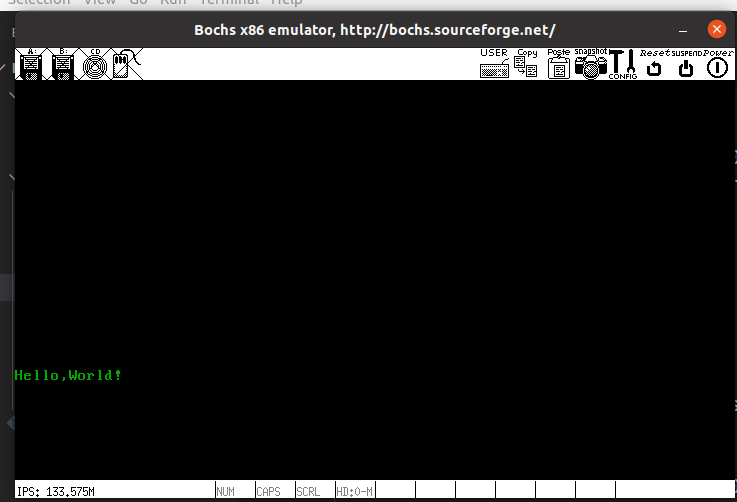 Selection View Go Run Terminal Help
Bochs x86 emulator, http://bochs.sourceforge.net/
A: B: CD USER Copy Paste snapshot CONFIG Reset SUSPEND Power
Hello,World!
IPS: 133.575M NUM CAPS SCRL HD:0-M